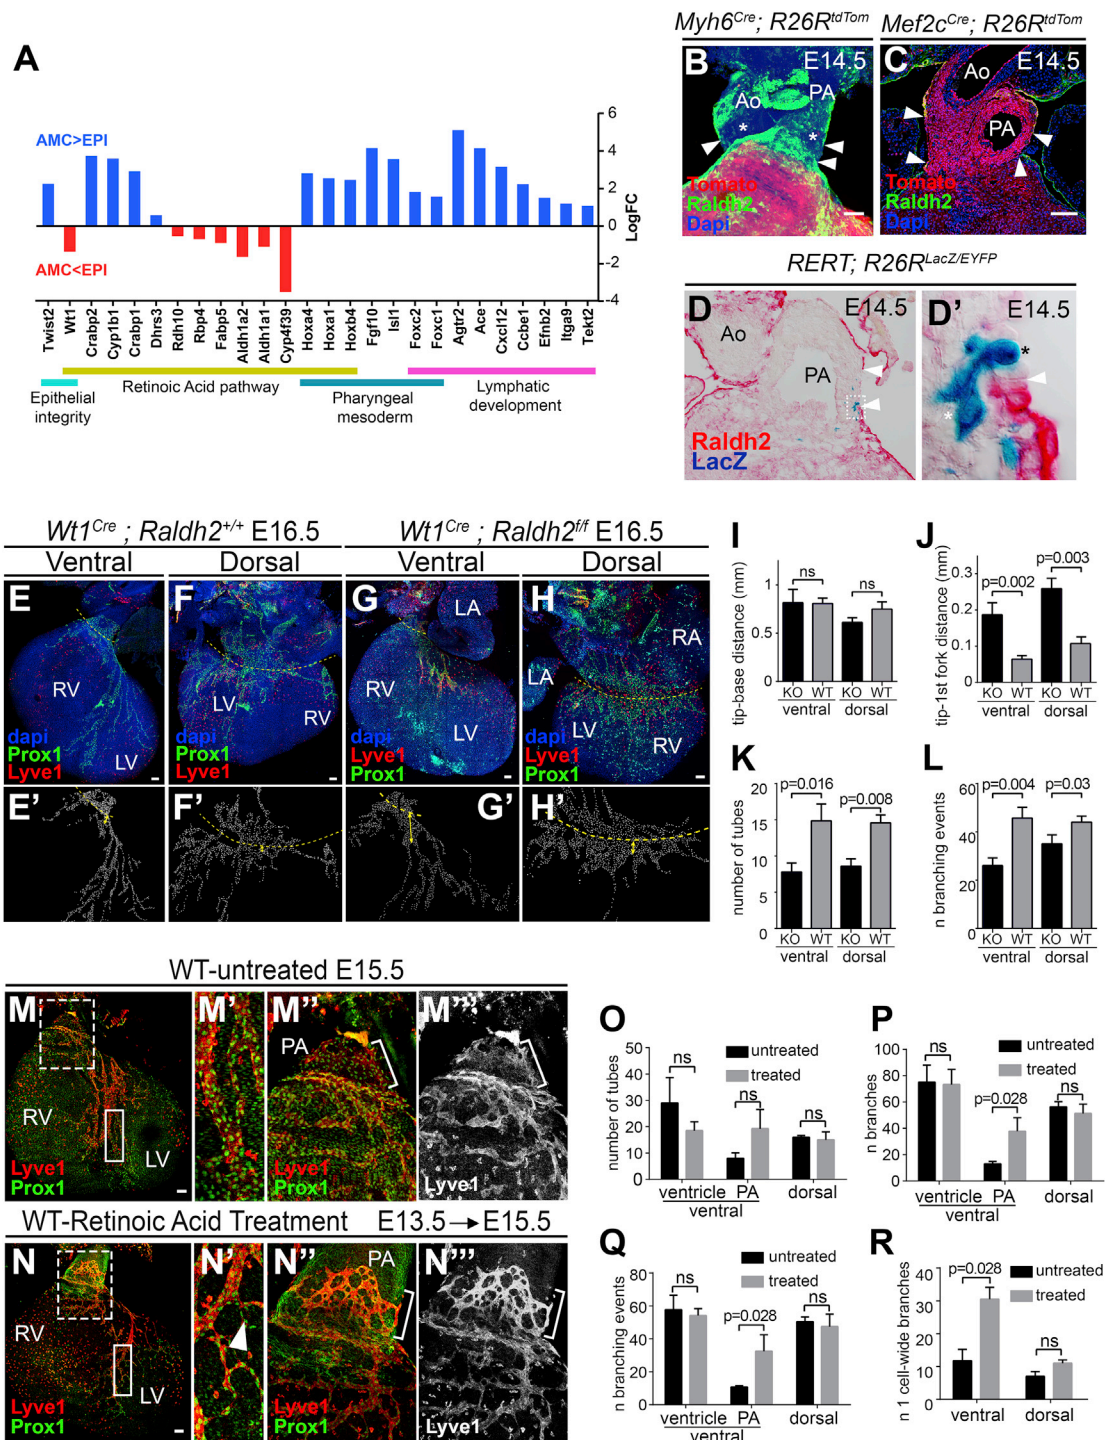 A
AMC>EPI
AMC<EPI
6
4
2
0
-2
-4
LogFC
Twist2
Wt1
Crabp2
Cyp1b1
Crabp1
Dhrs3
Rdh10
Rbp4
Fabp5
Aldh1a2
Aldh1a1
Cyp4f39
Hoxa4
Hoxa1
Hoxb4
Fgf10
Isl1
Foxc2
Foxc1
Agtr2
Ace
Cxcl12
Ccbe1
Efnb2
Itga9
Tekt2
Epithelial integrity
Retinoic Acid pathway
Pharyngeal mesoderm
Lymphatic development
Myh6Cre; R26RtdTom
Mef2cCre; R26RtdTom
B E14.5
Ao PA
* *
Tomato
Raldh2
Dapi
C E14.5
Ao
PA
Tomato
Raldh2
Dapi
RERT; R26RLacZ/EYFP
D E14.5
Ao
PA
Raldh2
LacZ
D' E14.5
*
*
Wt1Cre ; Raldh2+/+ E16.5
Wt1Cre ; Raldh2f/f E16.5
Ventral Dorsal Ventral Dorsal
E
RV
LV
dapi
Prox1
Lyve1
F
LV
RV
dapi
Prox1
Lyve1
G
LA
RV
LV
dapi
Lyve1
Prox1
H
RA
LA
LV
RV
dapi
Lyve1
Prox1
E'
F'
G'
H'
I
tip-base distance (mm)
1
0.5
0
ns ns
KO WT KO WT
ventral dorsal
J
tip-1st fork distance (mm)
0.3
0.2
0.1
0
p=0.002
p=0.003
KO WT KO WT
ventral dorsal
K
number of tubes
20
15
10
5
0
p=0.016
p=0.008
KO WT KO WT
ventral dorsal
L
n branching events
60
40
20
0
p=0.004
p=0.03
KO WT KO WT
ventral dorsal
WT-untreated E15.5
M
RV
LV
Lyve1
Prox1
M'
M''
PA
Lyve1
Prox1
M'''
Lyve1
WT-Retinoic Acid Treatment E13.5→E15.5
N
RV
LV
Lyve1
Prox1
N'
N''
PA
Lyve1
Prox1
N'''
Lyve1
O
number of tubes
50
40
30
20
10
0
untreated
treated
ns
ns
ns
ventricle PA dorsal
ventral
P
n branches
100
80
60
40
20
0
untreated
treated
ns
p=0.028
ns
ventricle PA dorsal
ventral
Q
n branching events
80
60
40
20
0
untreated
treated
ns
p=0.028
ns
ventricle PA dorsal
ventral
R
n 1 cell-wide branches
40
30
20
10
0
untreated
treated
p=0.028
ns
ventral dorsal